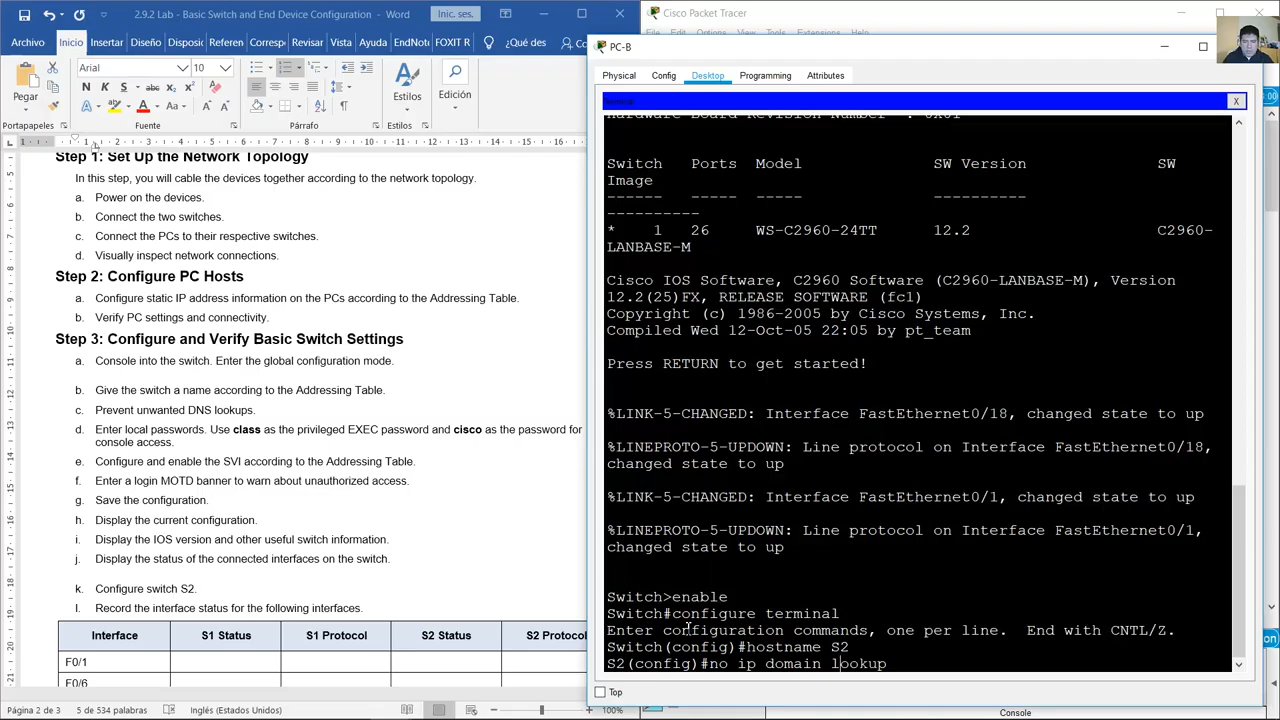 2.9.2 Lab - Basic Switch and End Device Configuration - Word
Inic. ses.
Cisco Packet Tracer
File Edit Options View Tools Extensions Help
Inicio
Dispo
Corresp
Revisar
Vista
Ayuda
FOXIT R
¿Qué des
PC-B
Physical Config Desktop Programming Attributes
Arial
10
N
Pegar
Estilos
Edición
Portapapeles
Fuente
Párrafo
Estilos
X
Step 1: Set Up the Network Topology
In this step, you will cable the devices together according to the network topology.
a. Power on the devices.
b. Connect the two switches.
c. Connect the PCs to their respective switches.
d. Visually inspect network connections.
Step 2: Configure PC Hosts
a. Configure static IP address information on the PCs according to the Addressing Table.
b. Verify PC settings and connectivity.
Step 3: Configure and Verify Basic Switch Settings
a. Console into the switch. Enter the global configuration mode.
b. Give the switch a name according to the Addressing Table.
c. Prevent unwanted DNS lookups.
d. Enter local passwords. Use class as the privileged EXEC password and cisco as the password for
console access.
e. Configure and enable the SVI according to the Addressing Table.
f. Enter a login MOTD banner to warn about unauthorized access.
g. Save the configuration.
h. Display the current configuration.
i. Display the IOS version and other useful switch information.
j. Display the status of the connected interfaces on the switch.
k. Configure switch S2.
l. Record the interface status for the following interfaces.
Interface S1 Status S1 Protocol S2 Status S2 Protocol
F0/1
F0/6
Página 2 de 3 5 de 534 palabras Inglés (Estados Unidos) 100%
Hardware Board Revision Number : 0x01
Switch Ports Model SW Version SW
Image
------ ----- ----- ---------- 
----------
* 1 26 WS-C2960-24TT 12.2 C2960-
LANBASE-M
Cisco IOS Software, C2960 Software (C2960-LANBASE-M), Version
12.2(25)FX, RELEASE SOFTWARE (fc1)
Copyright (c) 1986-2005 by Cisco Systems, Inc.
Compiled Wed 12-Oct-05 22:05 by pt_team
Press RETURN to get started!
%LINK-5-CHANGED: Interface FastEthernet0/18, changed state to up
%LINEPROTO-5-UPDOWN: Line protocol on Interface FastEthernet0/18,
changed state to up
%LINK-5-CHANGED: Interface FastEthernet0/1, changed state to up
%LINEPROTO-5-UPDOWN: Line protocol on Interface FastEthernet0/1,
changed state to up
Switch>enable
Switch#configure terminal
Enter configuration commands, one per line. End with CNTL/Z.
Switch(config)#hostname S2
S2(config)#no ip domain lookup
Top
Console